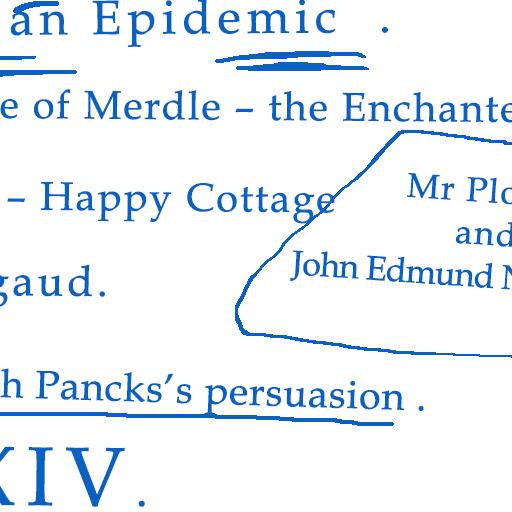 an Epidemic .
e of Merdle – the Enchante
– Happy Cottage
Mr Plo
and
John Edmund N
gaud.
h Pancks's persuasion .
XIV.